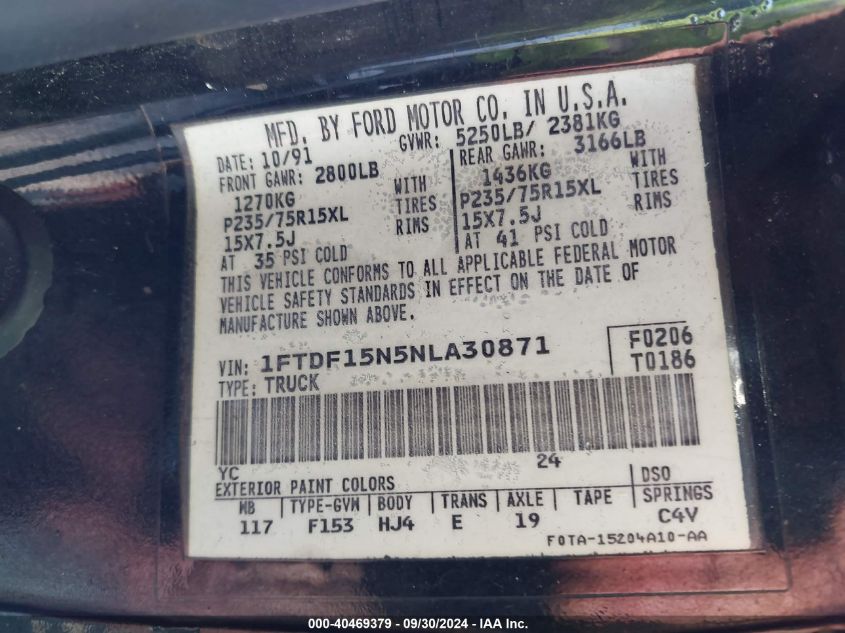 MFD. BY FORD MOTOR CO. IN U.S.A.
DATE: 10/91 GVWR: 5250LB/ 2381KG
FRONT GAWR: 2800LB REAR GAWR: 3166LB
1270KG WITH 1436KG WITH
P235/75R15XL TIRES P235/75R15XL TIRES
15X7.5J RIMS 15X7.5J RIMS
AT 35 PSI COLD AT 41 PSI COLD
THIS VEHICLE CONFORMS TO ALL APPLICABLE FEDERAL MOTOR
VEHICLE SAFETY STANDARDS IN EFFECT ON THE DATE OF
MANUFACTURE SHOWN ABOVE.
VIN: 1FTDF15N5NLA30871 F0206
TYPE: TRUCK T0186
YC 24
EXTERIOR PAINT COLORS DSO
WB TYPE-GVW BODY TRANS AXLE TAPE SPRINGS
117 F153 HJ4 E 19 C4V
F0TA-15204A10-AA
000-40469379 - 09/30/2024 - IAA Inc.